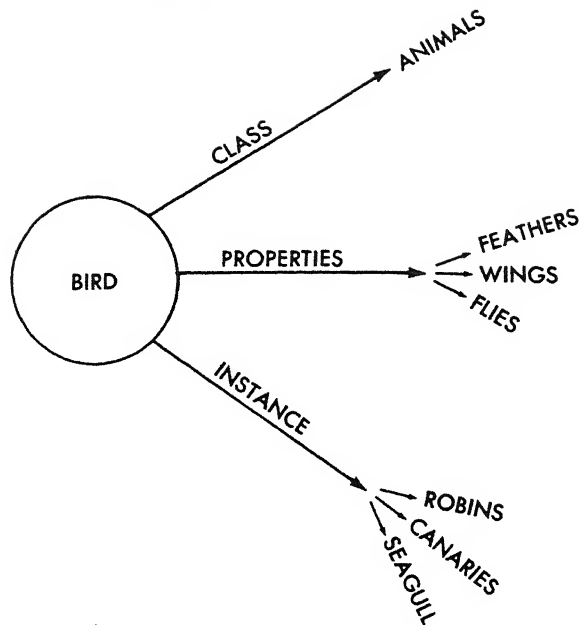 ANIMALS
CLASS
BIRD
PROPERTIES
FEATHERS
WINGS
FLIES
INSTANCE
ROBINS
CANARIES
SEAGULL